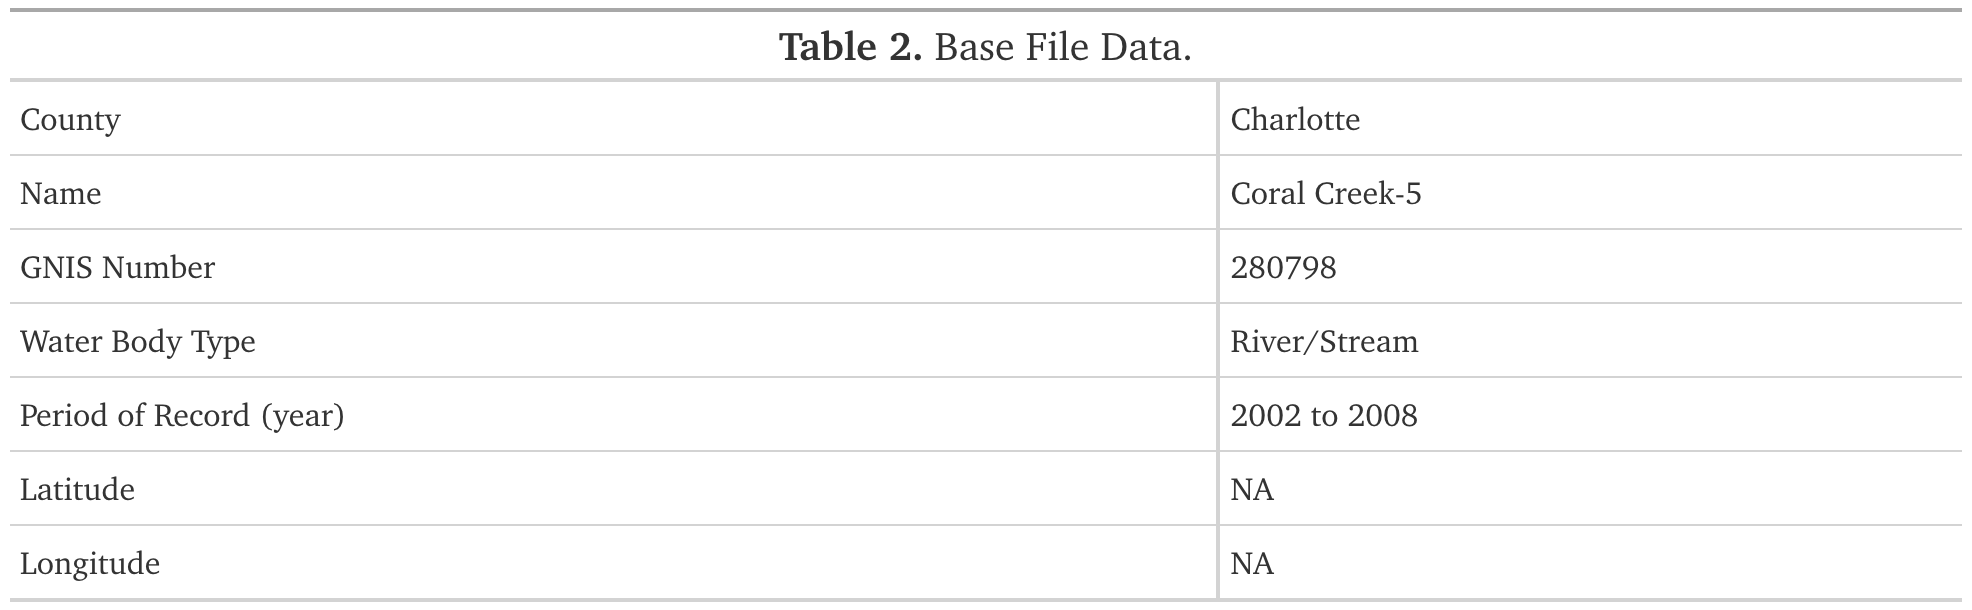 Table 2. Base File Data.
County Charlotte
Name Coral Creek-5
GNIS Number 280798
Water Body Type River/Stream
Period of Record (year) 2002 to 2008
Latitude NA
Longitude NA